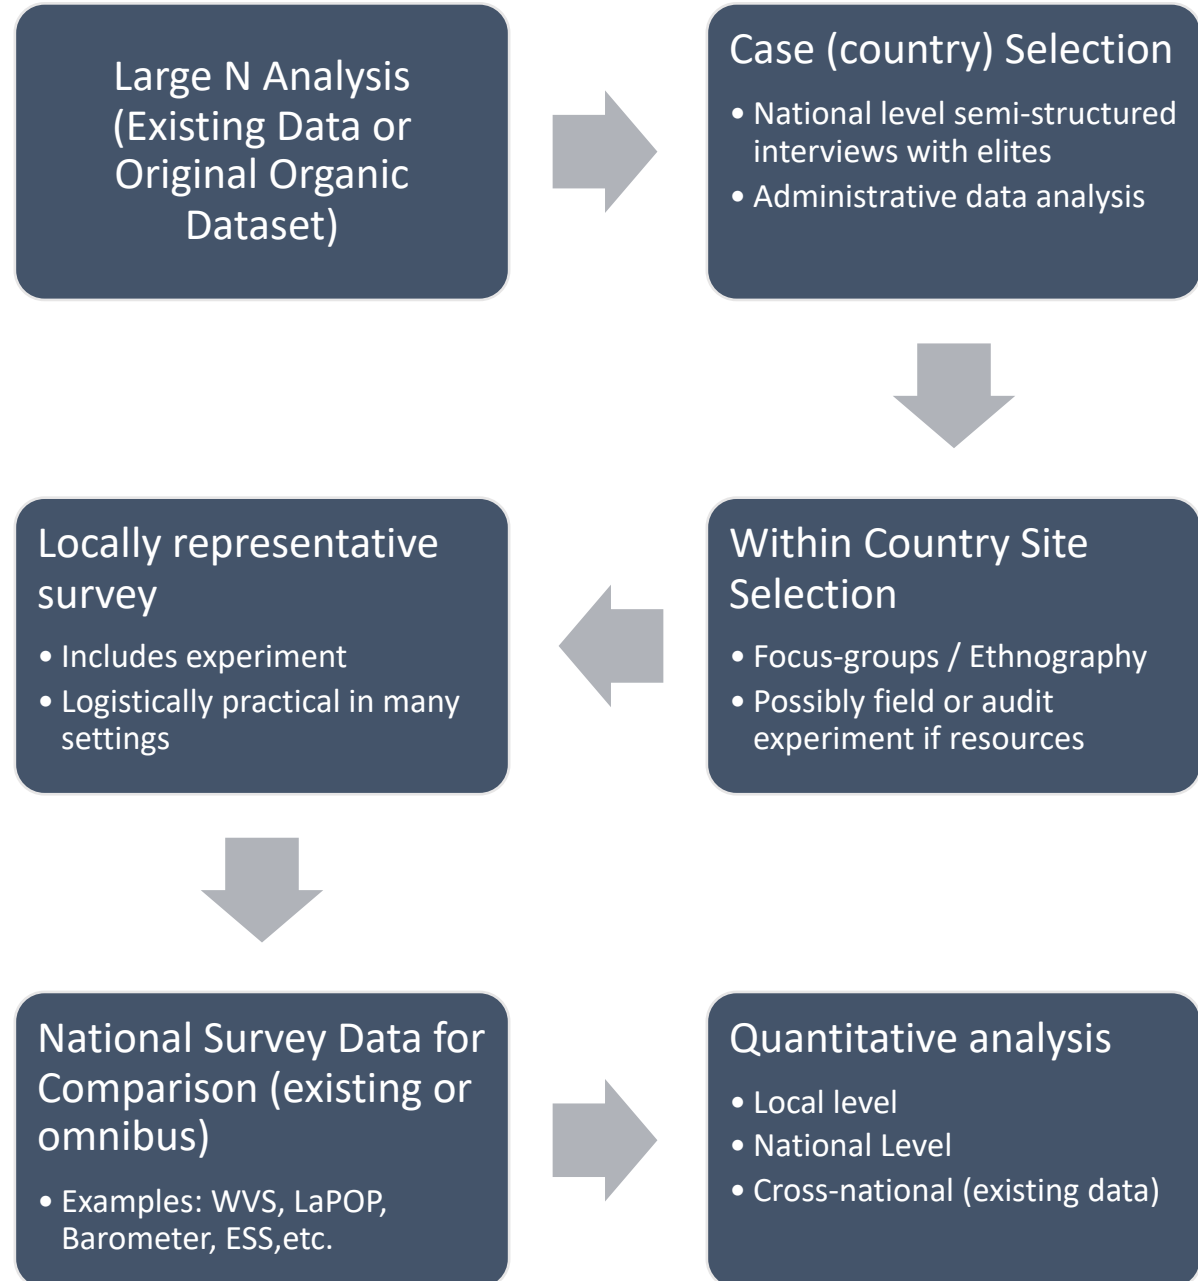 Large N Analysis
(Existing Data or
Original Organic
Dataset)
Case (country) Selection
• National level semi-structured
interviews with elites
• Administrative data analysis
Within Country Site
Selection
• Focus-groups / Ethnography
• Possibly field or audit
experiment if resources
Locally representative
survey
• Includes experiment
• Logistically practical in many
settings
National Survey Data for
Comparison (existing or
omnibus)
• Examples: WVS, LaPOP,
Barometer, ESS,etc.
Quantitative analysis
• Local level
• National Level
• Cross-national (existing data)